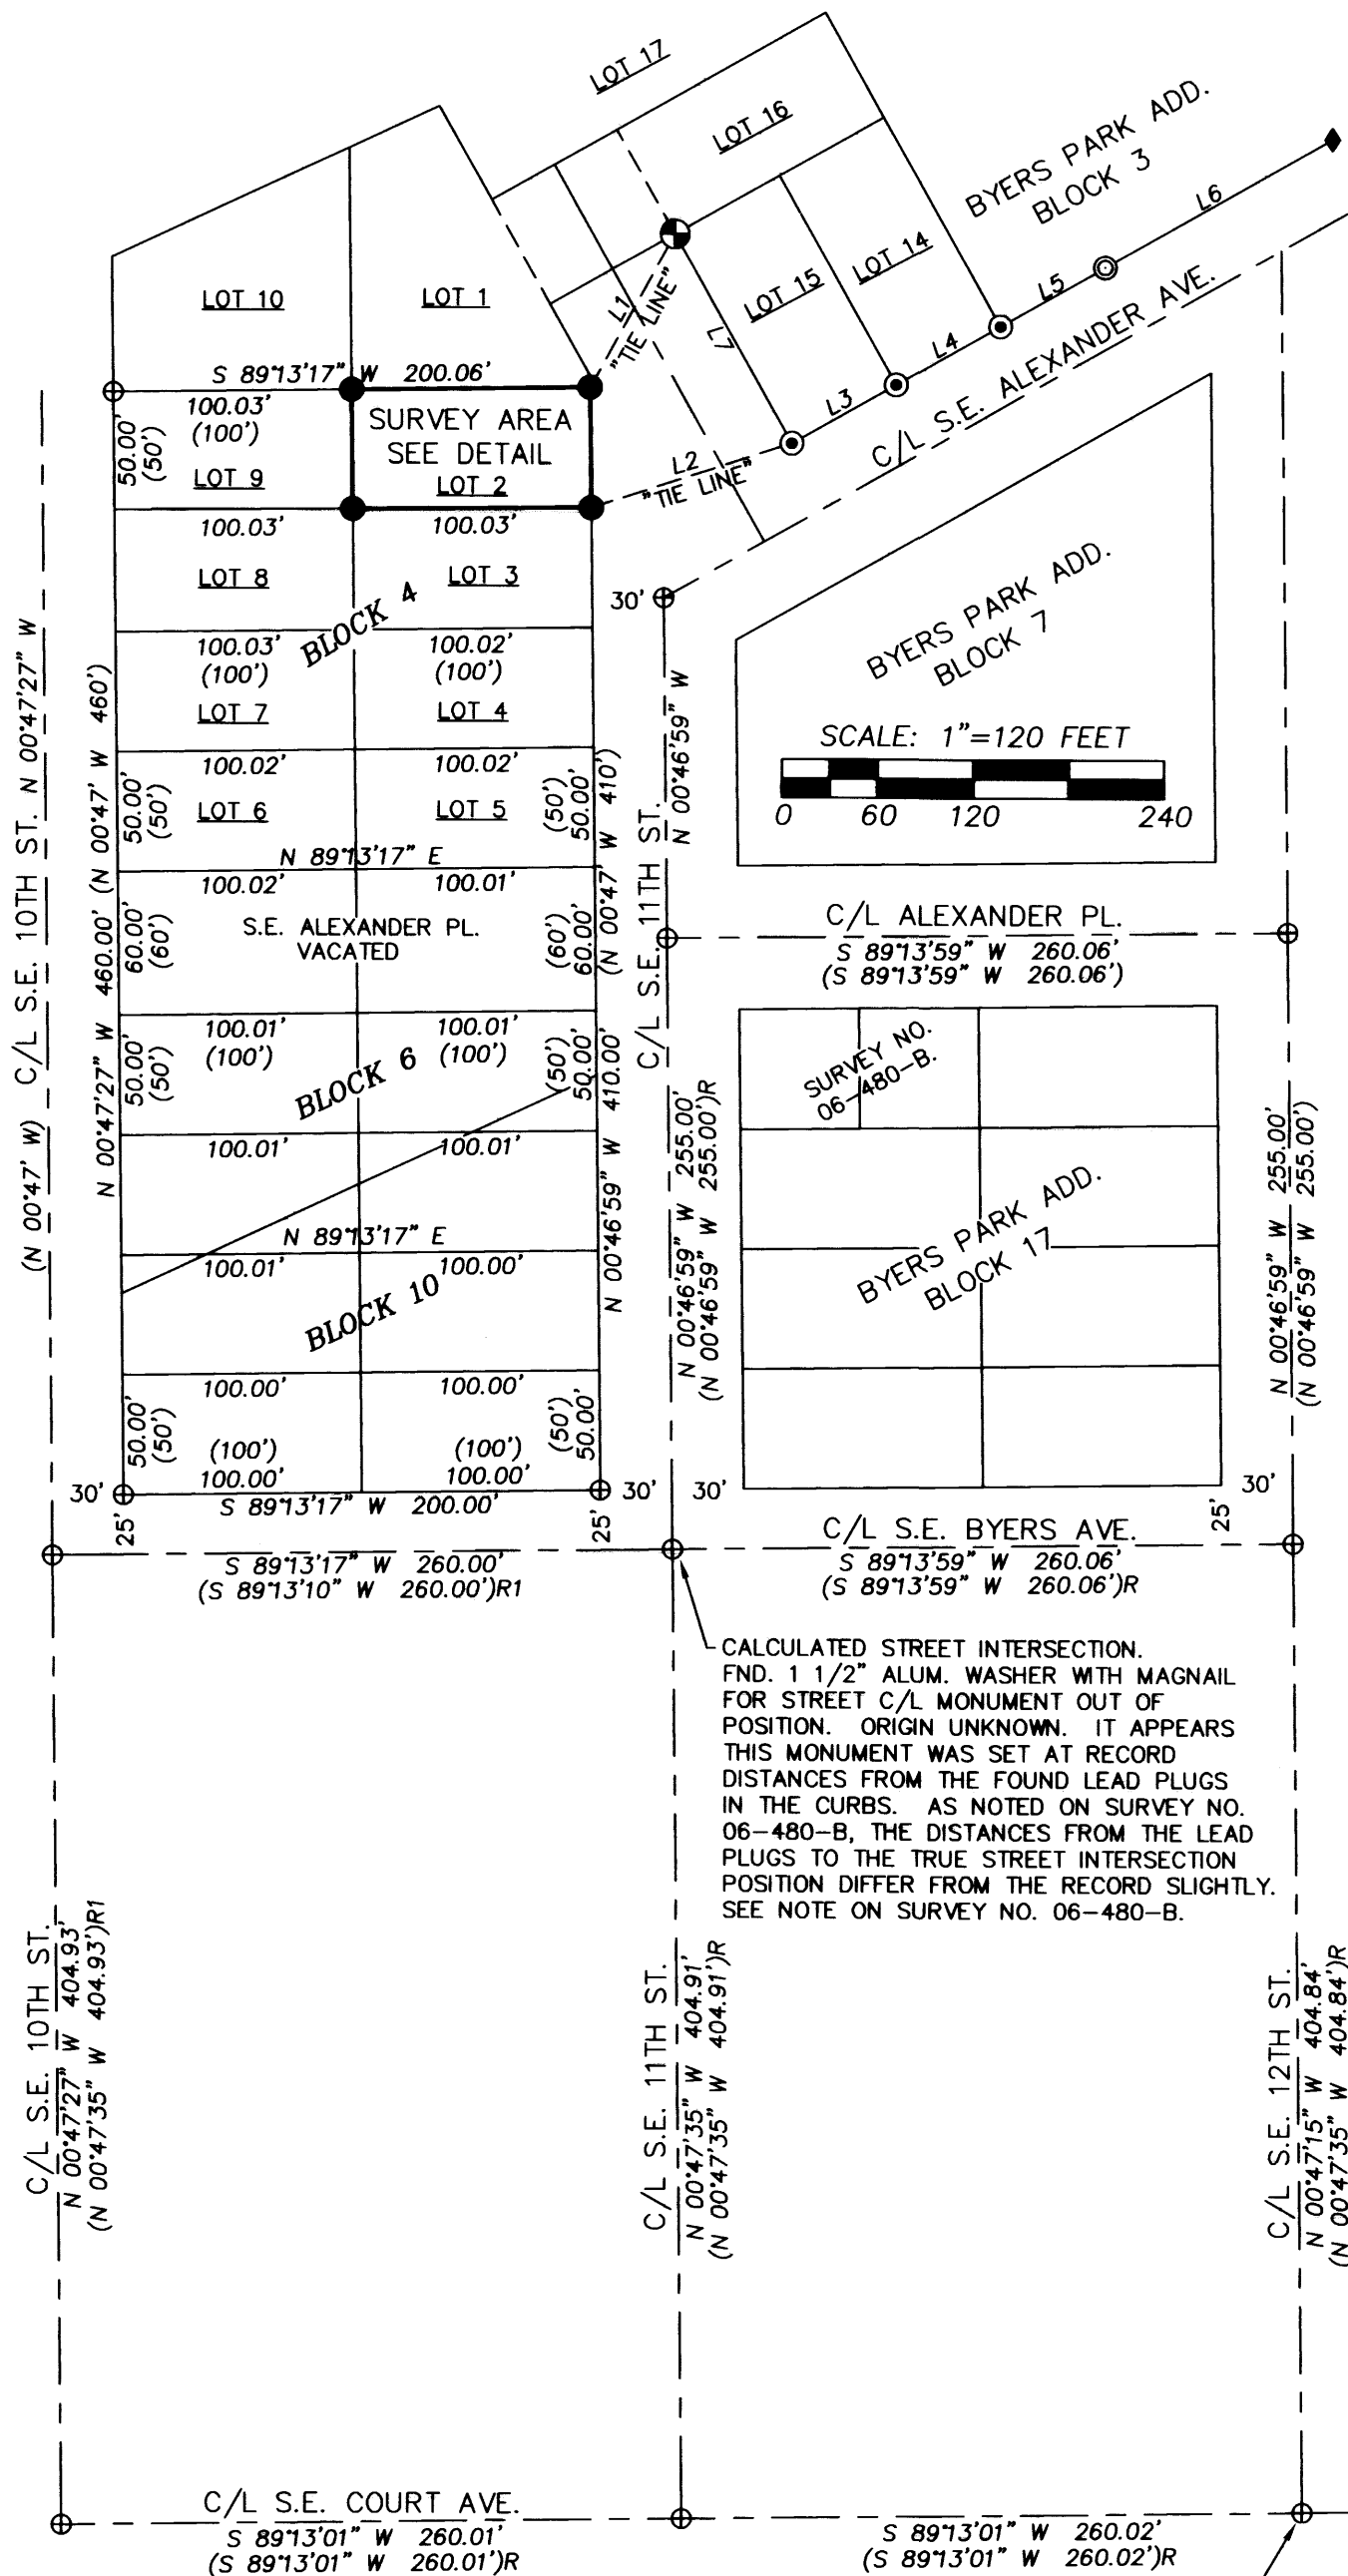 LOT 17
LOT 16
BYERS PARK ADD.
BLOCK 3
L6
LOT 10
LOT 1
L1
"TIE LINE"
LOT 15
LOT 14
L5
L7
L4
L3
C/L S.E. ALEXANDER AVE.
S 89°13'17" W 200.06'
100.03'
(100')
50.00'
(50')
LOT 9
SURVEY AREA
SEE DETAIL
LOT 2
L2
"TIE LINE"
100.03'
100.03'
LOT 8
LOT 3
BLOCK 4
30'
BYERS PARK ADD.
BLOCK 7
100.03'
(100')
100.02'
(100')
LOT 7
LOT 4
N 00°46'59" W
SCALE: 1"=120 FEET
0 60 120 240
100.02'
100.02'
50.00'
(50')
LOT 6
LOT 5
(50')
50.00'
N 89°13'17" E
100.02'
100.01'
60.00'
(60')
S.E. ALEXANDER PL.
VACATED
(60')
60.00'
C/L ALEXANDER PL.
S 89°13'59" W 260.06'
(S 89°13'59" W 260.06')
(N 00°47' W) C/L S.E. 10TH ST. N 00°47'27" W
N 00°47'27" W 460.00' (N 00°47' W 460')
(N 00°47' W 410')
N 00°46'59" W 410.00'
C/L S.E. 11TH ST.
100.01'
(100')
100.01'
(100')
50.00'
(50')
(50')
50.00'
BLOCK 6
SURVEY NO.
06-480-B.
100.01'
100.01'
N 00°46'59" W 255.00'
(N 00°46'59" W 255.00')R
N 00°46'59" W 255.00'
(N 00°46'59" W 255.00')
BYERS PARK ADD.
BLOCK 17
N 89°13'17" E
100.01'
100.00'
BLOCK 10
100.00'
100.00'
50.00'
(50')
(100')
(100')
(50')
50.00'
100.00'
100.00'
30'
S 89°13'17" W 200.00'
30'
30'
30'
25'
25'
25'
C/L S.E. BYERS AVE.
S 89°13'17" W 260.00'
(S 89°13'10" W 260.00')R1
S 89°13'59" W 260.06'
(S 89°13'59" W 260.06')R
CALCULATED STREET INTERSECTION.
FND. 1 1/2" ALUM. WASHER WITH MAGNAIL
FOR STREET C/L MONUMENT OUT OF
POSITION. ORIGIN UNKNOWN. IT APPEARS
THIS MONUMENT WAS SET AT RECORD
DISTANCES FROM THE FOUND LEAD PLUGS
IN THE CURBS. AS NOTED ON SURVEY NO.
06-480-B, THE DISTANCES FROM THE LEAD
PLUGS TO THE TRUE STREET INTERSECTION
POSITION DIFFER FROM THE RECORD SLIGHTLY.
SEE NOTE ON SURVEY NO. 06-480-B.
C/L S.E. 10TH ST.
N 00°47'27" W 404.93'
(N 00°47'35" W 404.93')R1
C/L S.E. 11TH ST.
N 00°47'35" W 404.91'
(N 00°47'35" W 404.91')R
C/L S.E. 12TH ST.
N 00°47'15" W 404.84'
(N 00°47'35" W 404.84')R
C/L S.E. COURT AVE.
S 89°13'01" W 260.01'
(S 89°13'01" W 260.01')R
S 89°13'01" W 260.02'
(S 89°13'01" W 260.02')R